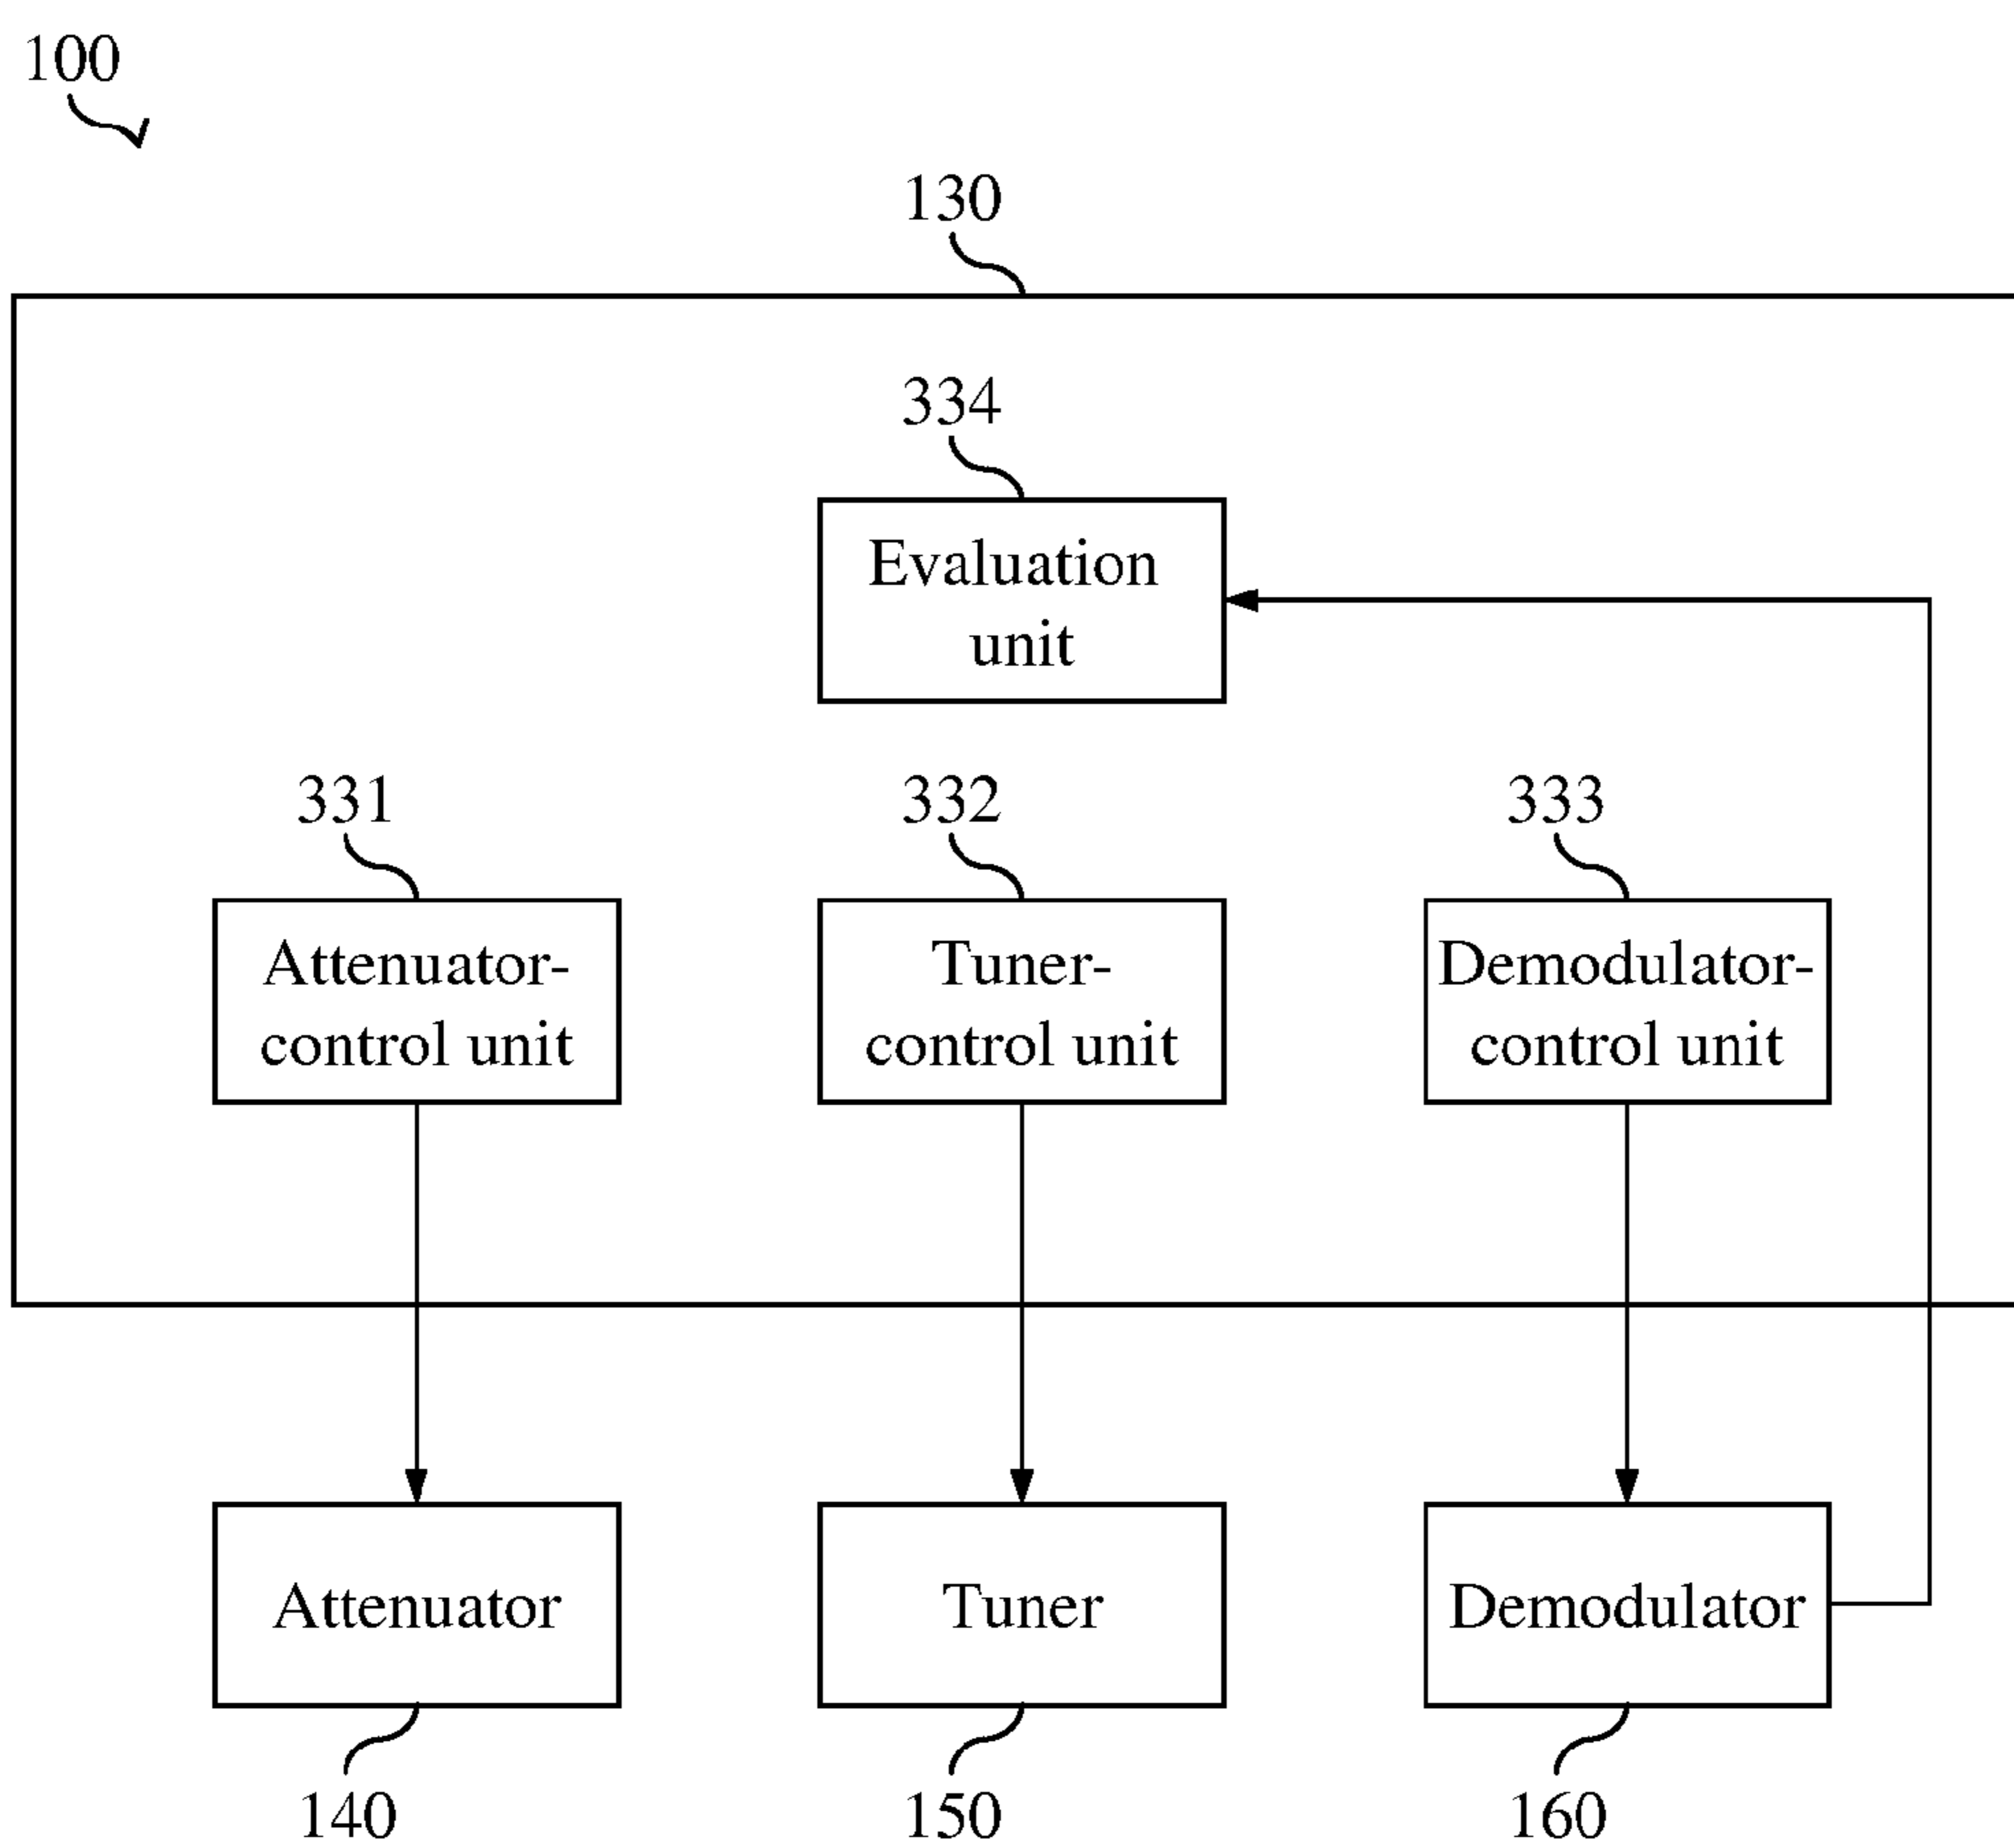 100
130
334
Evaluation
unit
331
332
333
Attenuator-
control unit
Tuner-
control unit
Demodulator-
control unit
Attenuator
Tuner
Demodulator
140
150
160